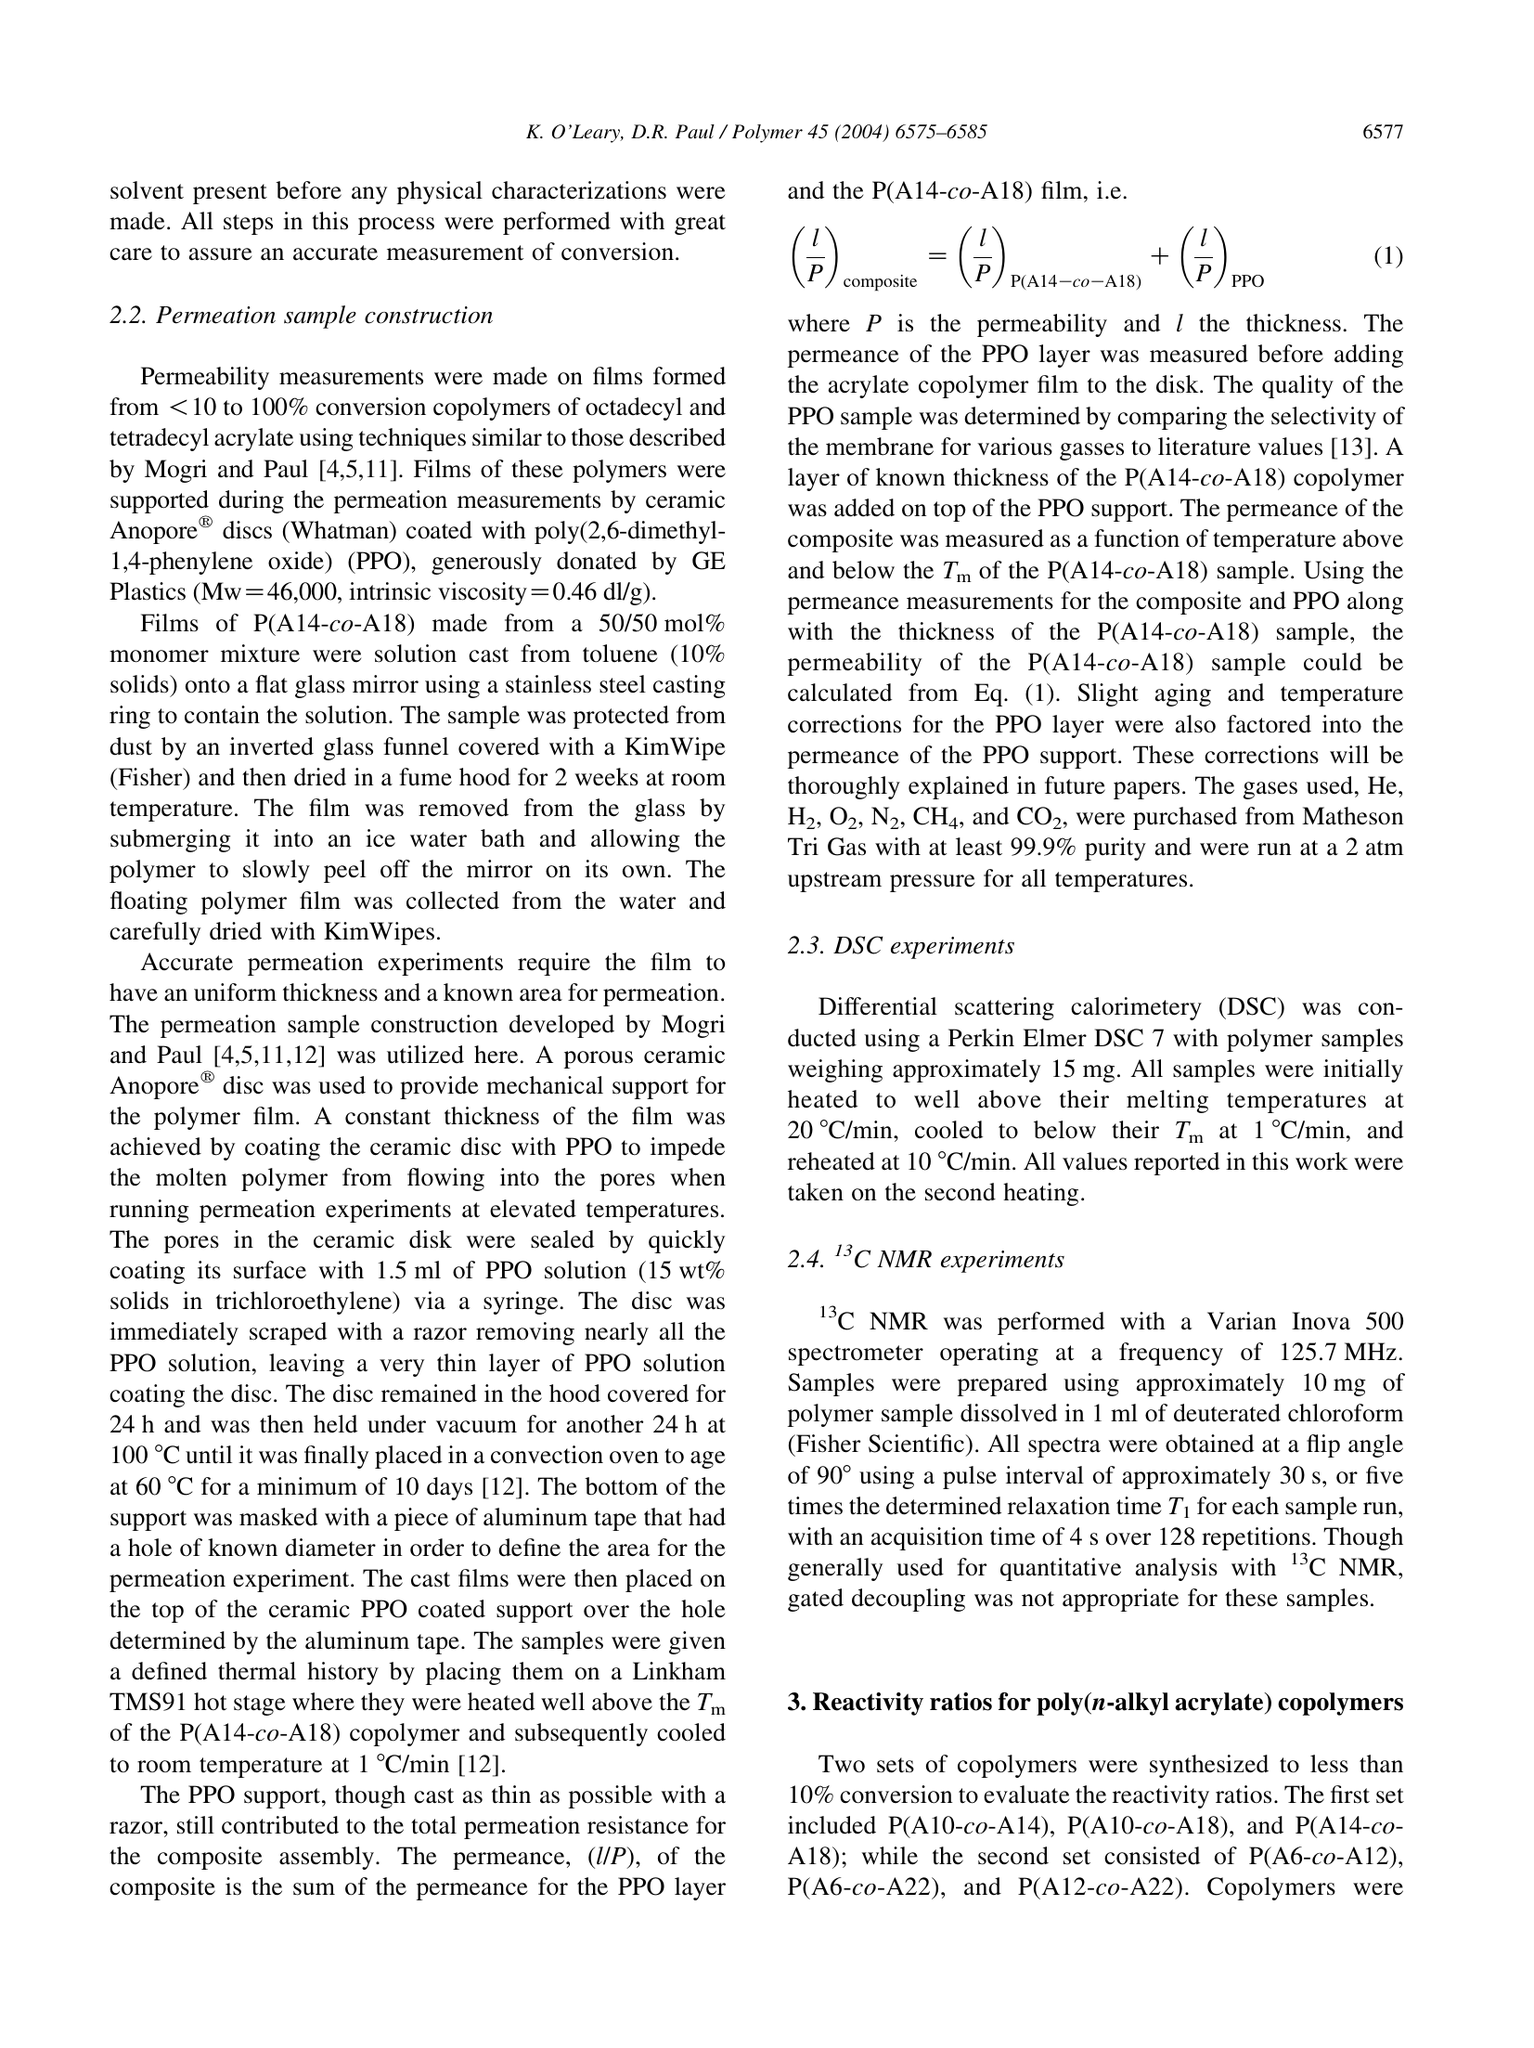 K. O'Leary, D.R. Paul / Polymer 45 (2004) 6575–6585
6577
solvent present before any physical characterizations were
made. All steps in this process were performed with great
care to assure an accurate measurement of conversion.
2.2. Permeation sample construction
Permeability measurements were made on films formed
from <10 to 100% conversion copolymers of octadecyl and
tetradecyl acrylate using techniques similar to those described
by Mogri and Paul [4,5,11]. Films of these polymers were
supported during the permeation measurements by ceramic
Anopore® discs (Whatman) coated with poly(2,6-dimethyl-
1,4-phenylene oxide) (PPO), generously donated by GE
Plastics (Mw=46,000, intrinsic viscosity=0.46 dl/g).
Films of P(A14-co-A18) made from a 50/50 mol%
monomer mixture were solution cast from toluene (10%
solids) onto a flat glass mirror using a stainless steel casting
ring to contain the solution. The sample was protected from
dust by an inverted glass funnel covered with a KimWipe
(Fisher) and then dried in a fume hood for 2 weeks at room
temperature. The film was removed from the glass by
submerging it into an ice water bath and allowing the
polymer to slowly peel off the mirror on its own. The
floating polymer film was collected from the water and
carefully dried with KimWipes.
Accurate permeation experiments require the film to
have an uniform thickness and a known area for permeation.
The permeation sample construction developed by Mogri
and Paul [4,5,11,12] was utilized here. A porous ceramic
Anopore® disc was used to provide mechanical support for
the polymer film. A constant thickness of the film was
achieved by coating the ceramic disc with PPO to impede
the molten polymer from flowing into the pores when
running permeation experiments at elevated temperatures.
The pores in the ceramic disk were sealed by quickly
coating its surface with 1.5 ml of PPO solution (15 wt%
solids in trichloroethylene) via a syringe. The disc was
immediately scraped with a razor removing nearly all the
PPO solution, leaving a very thin layer of PPO solution
coating the disc. The disc remained in the hood covered for
24 h and was then held under vacuum for another 24 h at
100 °C until it was finally placed in a convection oven to age
at 60 °C for a minimum of 10 days [12]. The bottom of the
support was masked with a piece of aluminum tape that had
a hole of known diameter in order to define the area for the
permeation experiment. The cast films were then placed on
the top of the ceramic PPO coated support over the hole
determined by the aluminum tape. The samples were given
a defined thermal history by placing them on a Linkham
TMS91 hot stage where they were heated well above the Tm
of the P(A14-co-A18) copolymer and subsequently cooled
to room temperature at 1 °C/min [12].
The PPO support, though cast as thin as possible with a
razor, still contributed to the total permeation resistance for
the composite assembly. The permeance, (l/P), of the
composite is the sum of the permeance for the PPO layer
and the P(A14-co-A18) film, i.e.
(l/P)composite = (l/P)P(A14−co−A18) + (l/P)PPO (1)
where P is the permeability and l the thickness. The
permeance of the PPO layer was measured before adding
the acrylate copolymer film to the disk. The quality of the
PPO sample was determined by comparing the selectivity of
the membrane for various gasses to literature values [13]. A
layer of known thickness of the P(A14-co-A18) copolymer
was added on top of the PPO support. The permeance of the
composite was measured as a function of temperature above
and below the Tm of the P(A14-co-A18) sample. Using the
permeance measurements for the composite and PPO along
with the thickness of the P(A14-co-A18) sample, the
permeability of the P(A14-co-A18) sample could be
calculated from Eq. (1). Slight aging and temperature
corrections for the PPO layer were also factored into the
permeance of the PPO support. These corrections will be
thoroughly explained in future papers. The gases used, He,
H2, O2, N2, CH4, and CO2, were purchased from Matheson
Tri Gas with at least 99.9% purity and were run at a 2 atm
upstream pressure for all temperatures.
2.3. DSC experiments
Differential scattering calorimetery (DSC) was con-
ducted using a Perkin Elmer DSC 7 with polymer samples
weighing approximately 15 mg. All samples were initially
heated to well above their melting temperatures at
20 °C/min, cooled to below their Tm at 1 °C/min, and
reheated at 10 °C/min. All values reported in this work were
taken on the second heating.
2.4. 13C NMR experiments
13C NMR was performed with a Varian Inova 500
spectrometer operating at a frequency of 125.7 MHz.
Samples were prepared using approximately 10 mg of
polymer sample dissolved in 1 ml of deuterated chloroform
(Fisher Scientific). All spectra were obtained at a flip angle
of 90° using a pulse interval of approximately 30 s, or five
times the determined relaxation time T1 for each sample run,
with an acquisition time of 4 s over 128 repetitions. Though
generally used for quantitative analysis with 13C NMR,
gated decoupling was not appropriate for these samples.
3. Reactivity ratios for poly(n-alkyl acrylate) copolymers
Two sets of copolymers were synthesized to less than
10% conversion to evaluate the reactivity ratios. The first set
included P(A10-co-A14), P(A10-co-A18), and P(A14-co-
A18); while the second set consisted of P(A6-co-A12),
P(A6-co-A22), and P(A12-co-A22). Copolymers were